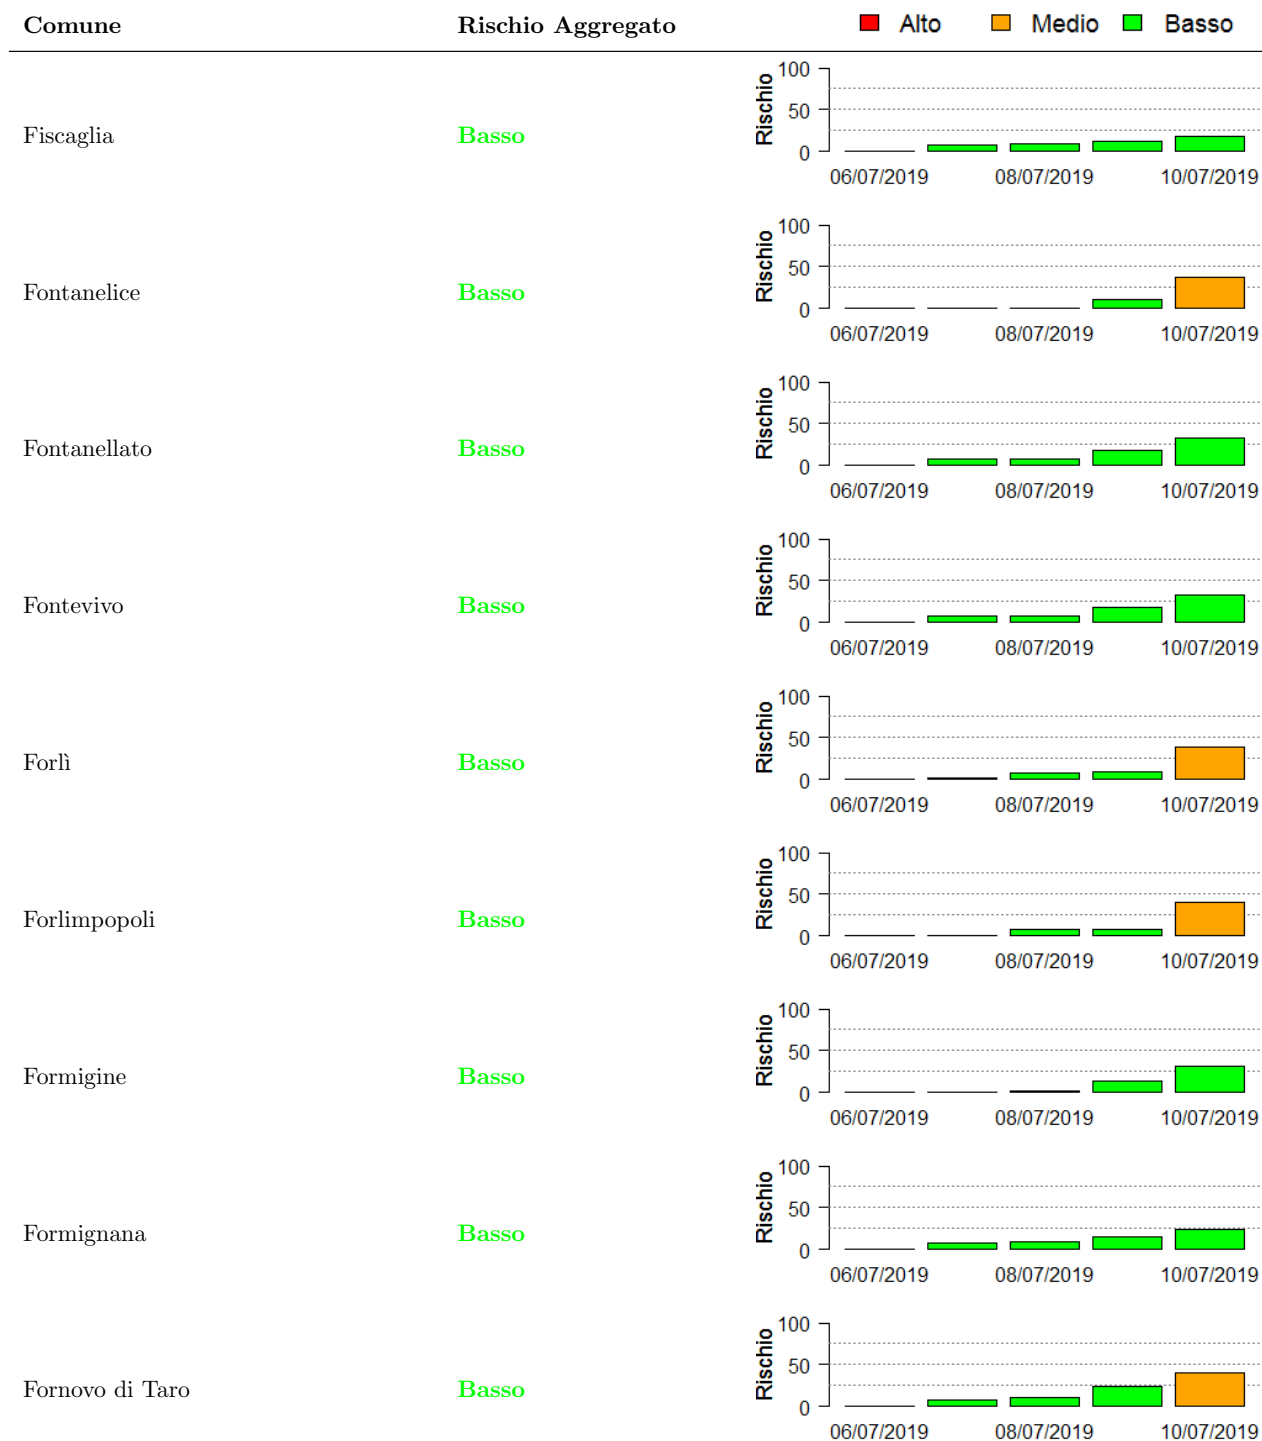 Comune Rischio Aggregato Alto Medio Basso
Fiscaglia Basso
Rischio
100
50
0
06/07/2019 08/07/2019 10/07/2019
Fontanelice Basso
Rischio
100
50
0
06/07/2019 08/07/2019 10/07/2019
Fontanellato Basso
Rischio
100
50
0
06/07/2019 08/07/2019 10/07/2019
Fontevivo Basso
Rischio
100
50
0
06/07/2019 08/07/2019 10/07/2019
Forlì Basso
Rischio
100
50
0
06/07/2019 08/07/2019 10/07/2019
Forlimpopoli Basso
Rischio
100
50
0
06/07/2019 08/07/2019 10/07/2019
Formigine Basso
Rischio
100
50
0
06/07/2019 08/07/2019 10/07/2019
Formignana Basso
Rischio
100
50
0
06/07/2019 08/07/2019 10/07/2019
Fornovo di Taro Basso
Rischio
100
50
0
06/07/2019 08/07/2019 10/07/2019